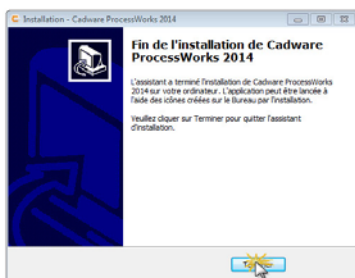 Installation - Cadware ProcessWorks 2014
Fin de l'installation de Cadware
ProcessWorks 2014
L'assistant a terminé l'installation de Cadware ProcessWorks
2014 sur votre ordinateur. L'application peut être lancée à
l'aide des icônes créées sur le Bureau par l'installation.
Veuillez cliquer sur Terminer pour quitter l'assistant
d'installation.